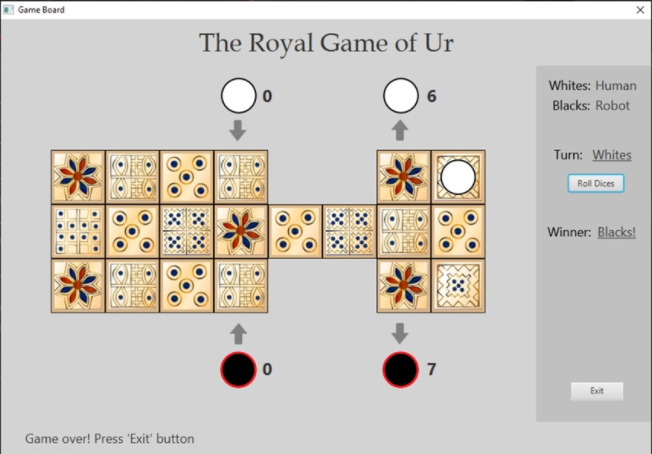 Game Board
The Royal Game of Ur
0
6
Whites: Human
Blacks: Robot
Turn: Whites
Roll Dices
Winner: Blacks!
0
7
Exit
Game over! Press 'Exit' button